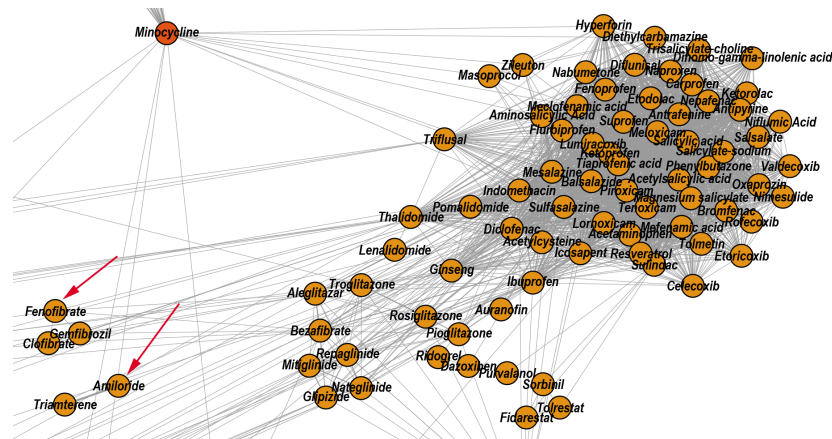 Hyperforin
Minocycline
Diethylcarbamazine
Trisalicylate-choline
Dihomo-gamma-linolenic acid
Zileuton
Diflunisal
Masoprocol
Nabumetone
Naproxen
Carprofen
Fenoprofen
Ketorolac
Etodolac
Nepafenac
Meclofenamic acid
Antipyrine
Aminosalicylic Acid
Antrafenine
Niflumic Acid
Suprofen
Flurbiprofen
Meloxicam
Salsalate
Triflusal
Lumiracoxib
Salicylic acid
Salicylate-sodium
Ketoprofen
Tiaprofenic acid
Phenylbutazone
Valdecoxib
Mesalazine
Balsalazide
Acetylsalicylic acid
Oxaprozin
Indomethacin
Piroxicam
Magnesium salicylate
Nimesulide
Pomalidomide
Sulfasalazine
Tenoxicam
Bromfenac
Thalidomide
Lornoxicam
Rofecoxib
Diclofenac
Mefenamic acid
Acetaminophen
Acetylcysteine
Tolmetin
Lenalidomide
Icosapent
Resveratrol
Etoricoxib
Sulindac
Ginseng
Troglitazone
Ibuprofen
Celecoxib
Aleglitazar
Fenofibrate
Auranofin
Rosiglitazone
Gemfibrozil
Bezafibrate
Pioglitazone
Clofibrate
Repaglinide
Ridogrel
Mitiglinide
Dazoxiben
Purvalanol
Amiloride
Nateglinide
Sorbinil
Glipizide
Triamterene
Tolrestat
Fidarestat